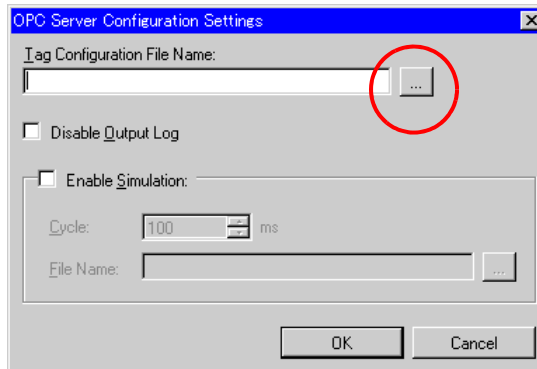 OPC Server Configuration Settings
Tag Configuration File Name:
...
Disable Output Log
Enable Simulation:
Cycle: 100 ms
File Name: ...
OK Cancel